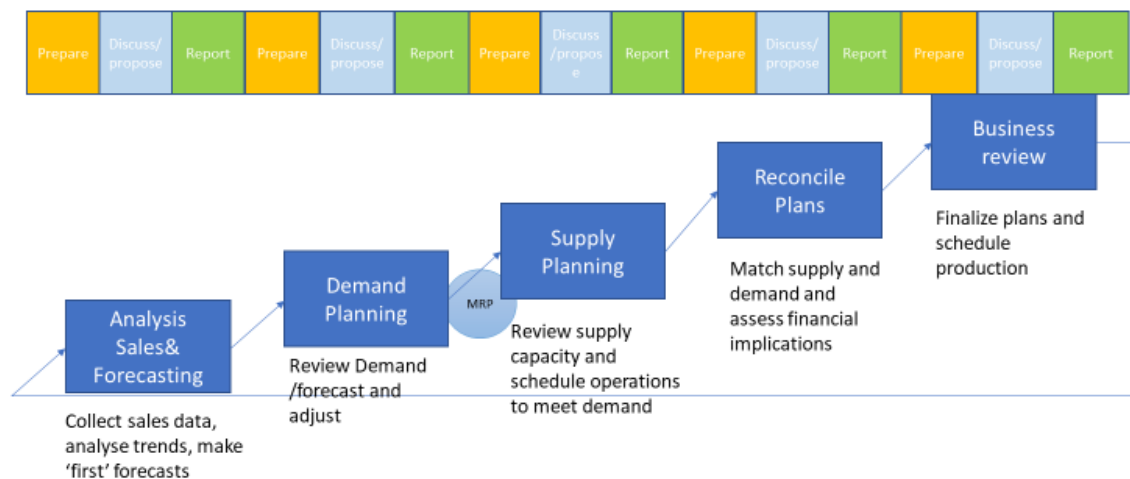 Prepare
Discuss/
propose
Report
Prepare
Discuss/
propose
Report
Prepare
Discuss
/propos
e
Report
Prepare
Discuss/
propose
Report
Prepare
Discuss/
propose
Report
Analysis
Sales&
Forecasting
Collect sales data,
analyse trends, make
‘first’ forecasts
Demand
Planning
Review Demand
/forecast and
adjust
MRP
Supply
Planning
Review supply
capacity and
schedule operations
to meet demand
Reconcile
Plans
Match supply and
demand and
assess financial
implications
Business
review
Finalize plans and
schedule
production